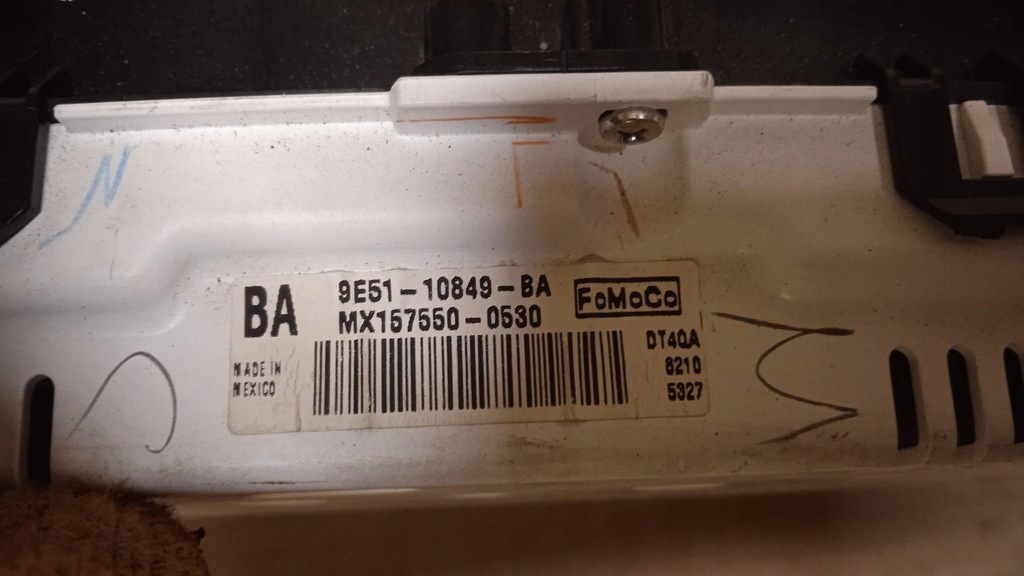 N
BA
9E51-10849-BA
FoMoCo
MX157550-0530
DT4QA
8210
5327
MADE IN
MEXICO